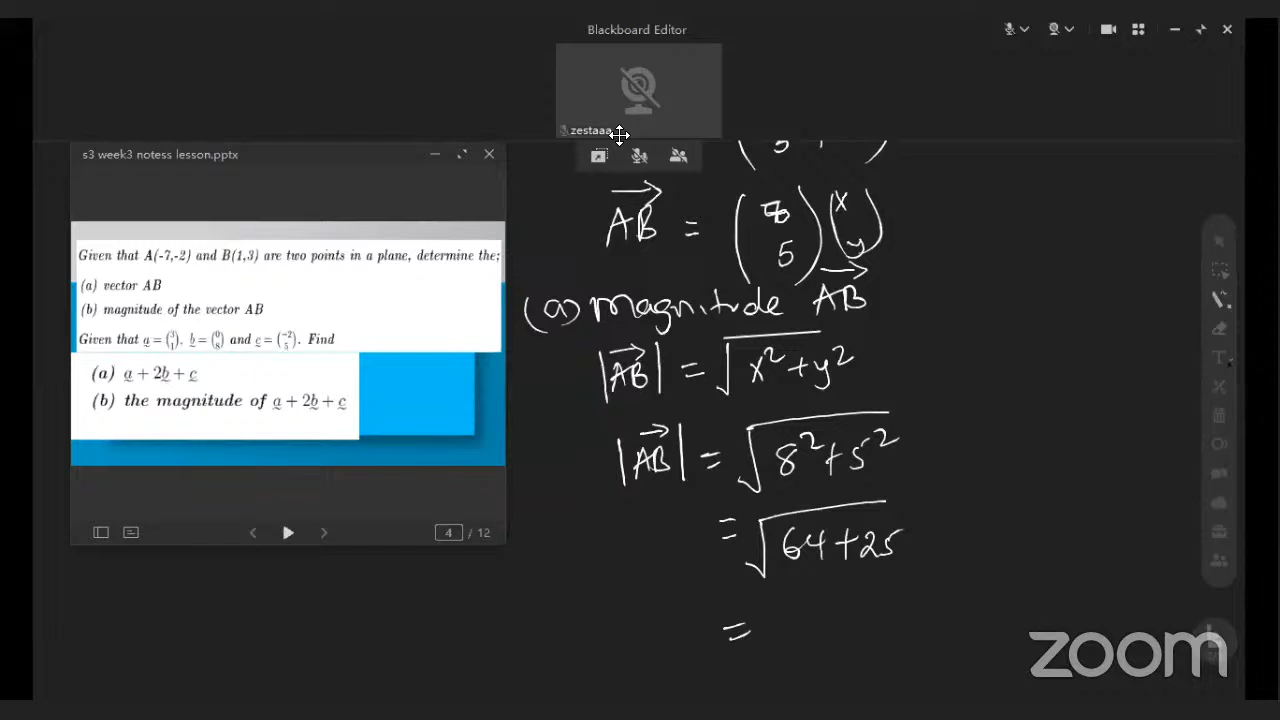 Blackboard Editor
zestaaa
s3 week3 notess lesson.pptx
Given that A(-7,-2) and B(1,3) are two points in a plane, determine the;
(a) vector AB
(b) magnitude of the vector AB
Given that a = (3 1), b = (0 8) and c = (-2 5). Find
(a) a + 2b + c
(b) the magnitude of a + 2b + c
4 / 12
AB = (8 5) (x y)
(a) magnitude AB
|AB| = √x²+y²
|AB| = √8²+5²
= √64+25
=
zoom